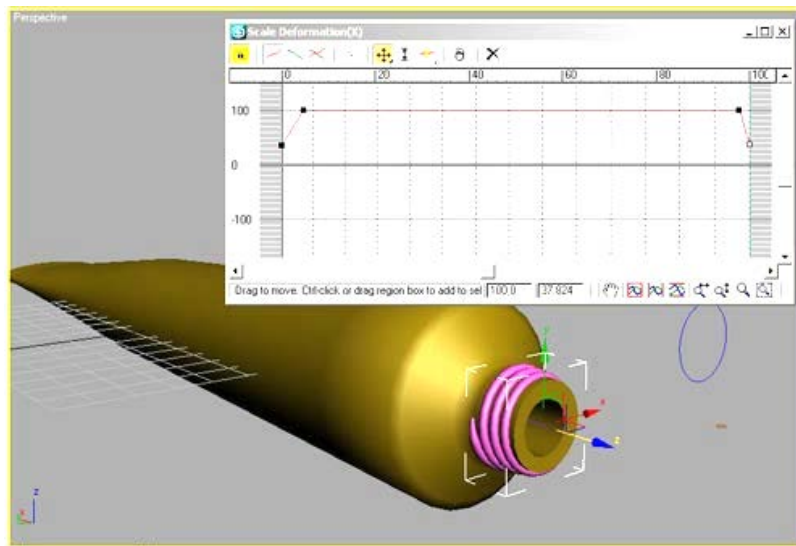 Perspective
Scale Deformation(X)
0 20 40 60 80 100
100
0
-100
Drag to move. Ctrl-click or drag region box to add to sel 100,0 37.824
y
x
z
z